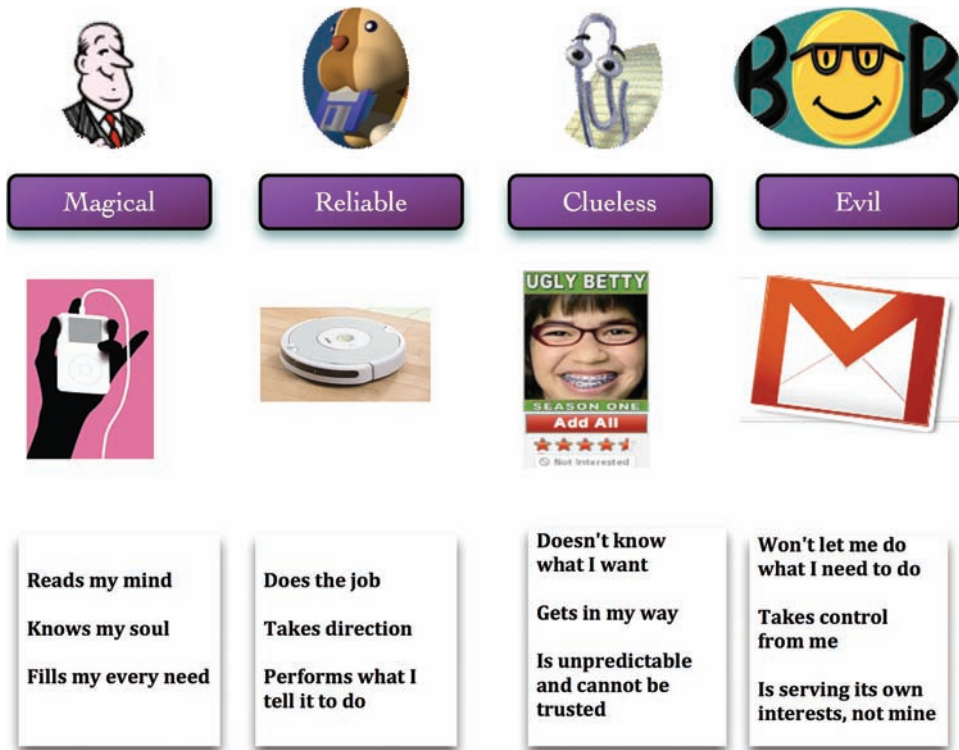 BOB
Magical
Reliable
Clueless
Evil
UGLY BETTY
SEASON ONE
Add All
Not Interested
Reads my mind
Knows my soul
Fills my every need
Does the job
Takes direction
Performs what I
tell it to do
Doesn't know
what I want
Gets in my way
Is unpredictable
and cannot be
trusted
Won't let me do
what I need to do
Takes control
from me
Is serving its own
interests, not mine